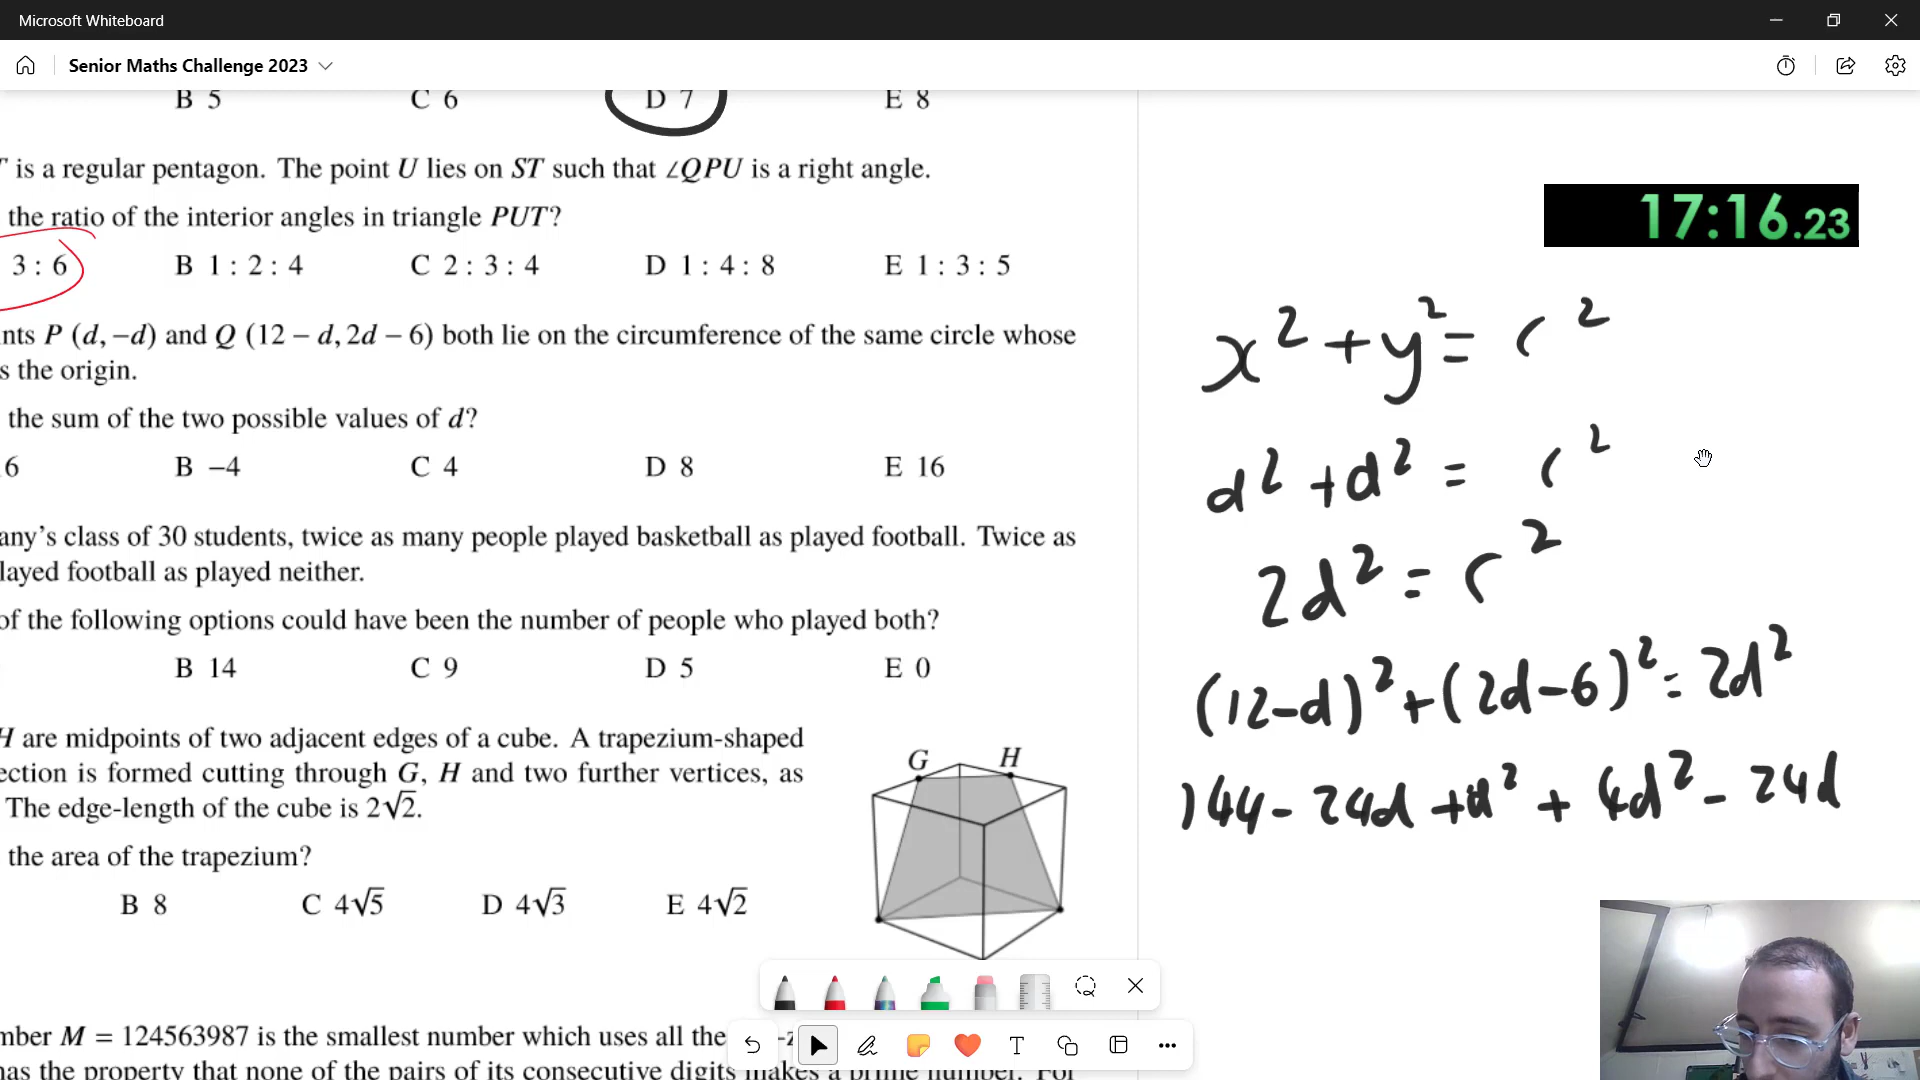 Microsoft Whiteboard
Senior Maths Challenge 2023
B 5 C 6 D 7 E 8
is a regular pentagon. The point U lies on ST such that ∠QPU is a right angle.
the ratio of the interior angles in triangle PUT?
3 : 6 B 1 : 2 : 4 C 2 : 3 : 4 D 1 : 4 : 8 E 1 : 3 : 5
nts P (d, −d) and Q (12 − d, 2d − 6) both lie on the circumference of the same circle whose
s the origin.
the sum of the two possible values of d?
6 B −4 C 4 D 8 E 16
any’s class of 30 students, twice as many people played basketball as played football. Twice as
layed football as played neither.
of the following options could have been the number of people who played both?
B 14 C 9 D 5 E 0
H are midpoints of two adjacent edges of a cube. A trapezium-shaped
ection is formed cutting through G, H and two further vertices, as
The edge-length of the cube is 2√2.
the area of the trapezium?
B 8 C 4√5 D 4√3 E 4√2
G H
mber M = 124563987 is the smallest number which uses all the
has the property that none of the pairs of its consecutive digits makes a prime number. For
17:16.23
x² + y² = r²
d² + d² = r²
2d² = r²
(12-d)² + (2d-6)² = 2d²
144 - 24d + d² + 4d² - 24d
T